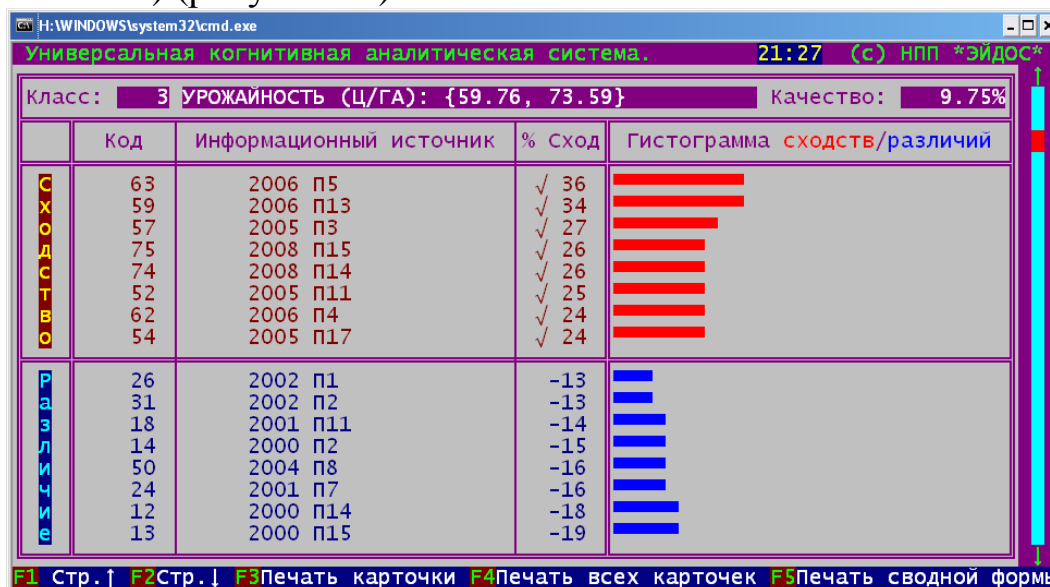 H:\WINDOWS\system32\cmd.exe
Универсальная когнитивная аналитическая система. 21:27 (c) НПП *ЭЙДОС*
Класс: 3 УРОЖАЙНОСТЬ (Ц/ГА): {59.76, 73.59} Качество: 9.75%
Код Информационный источник % Сход Гистограмма сходств/различий
Сходство
63 2006 П5 √ 36
59 2006 П13 √ 34
57 2005 П3 √ 27
75 2008 П15 √ 26
74 2008 П14 √ 26
52 2005 П11 √ 25
62 2006 П4 √ 24
54 2005 П17 √ 24
Различие
26 2002 П1 -13
31 2002 П2 -13
18 2001 П11 -14
14 2000 П2 -15
50 2004 П8 -16
24 2001 П7 -16
12 2000 П14 -18
13 2000 П15 -19
F1 Стр.↑ F2Стр.↓ F3Печать карточки F4Печать всех карточек F5Печать сводной формы